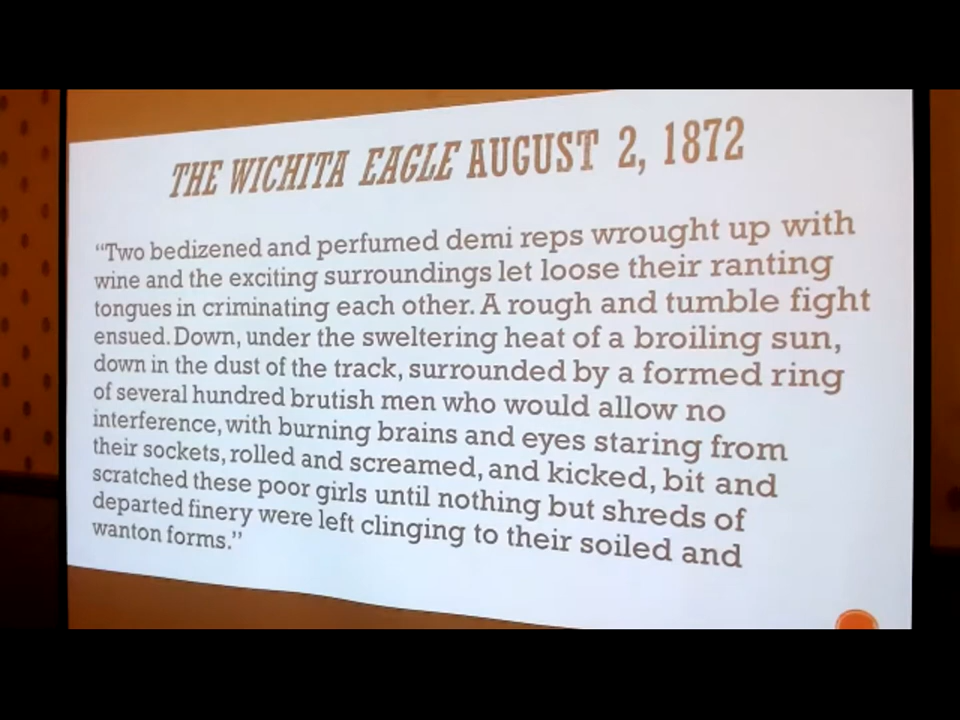 THE WICHITA EAGLE AUGUST 2, 1872
“Two bedizened and perfumed demi reps wrought up with
wine and the exciting surroundings let loose their ranting
tongues in criminating each other. A rough and tumble fight
ensued. Down, under the sweltering heat of a broiling sun,
down in the dust of the track, surrounded by a formed ring
of several hundred brutish men who would allow no
interference, with burning brains and eyes staring from
their sockets, rolled and screamed, and kicked, bit and
scratched these poor girls until nothing but shreds of
departed finery were left clinging to their soiled and
wanton forms.”